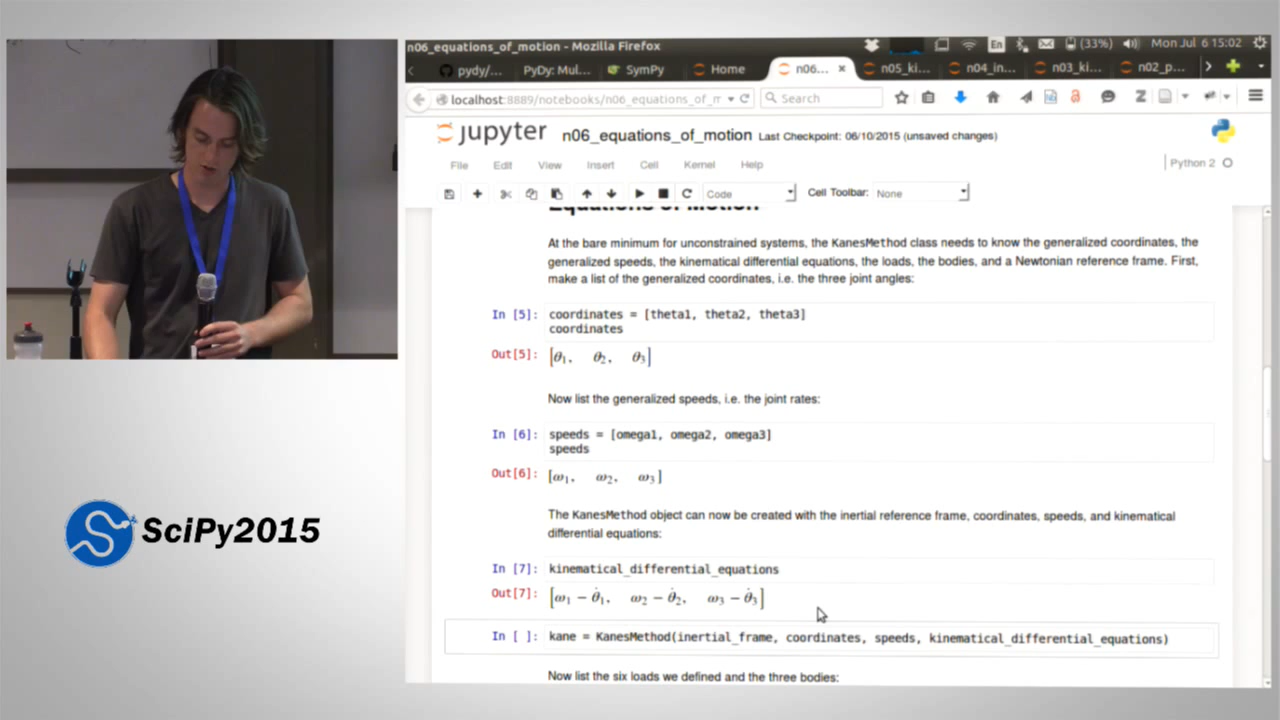 n06_equations_of_motion - Mozilla Firefox
En
(33%)
Mon Jul 6 15:02
pydy/...
PyDy: Mul...
SymPy
Home
n06...
n05_ki...
n04_in...
n03_ki...
n02_p...
localhost:8889/notebooks/n06_equations_of_m
Search
jupyter n06_equations_of_motion Last Checkpoint: 06/10/2015 (unsaved changes)
File Edit View Insert Cell Kernel Help
Python 2
Code
Cell Toolbar: None
Equations of Motion
At the bare minimum for unconstrained systems, the KanesMethod class needs to know the generalized coordinates, the
generalized speeds, the kinematical differential equations, the loads, the bodies, and a Newtonian reference frame. First,
make a list of the generalized coordinates, i.e. the three joint angles:
In [5]: coordinates = [theta1, theta2, theta3]
coordinates
Out[5]: [θ₁, θ₂, θ₃]
Now list the generalized speeds, i.e. the joint rates:
In [6]: speeds = [omega1, omega2, omega3]
speeds
Out[6]: [ω₁, ω₂, ω₃]
The KanesMethod object can now be created with the inertial reference frame, coordinates, speeds, and kinematical
differential equations:
In [7]: kinematical_differential_equations
Out[7]: [ω₁ − θ̇₁, ω₂ − θ̇₂, ω₃ − θ̇₃]
In [ ]: kane = KanesMethod(inertial_frame, coordinates, speeds, kinematical_differential_equations)
Now list the six loads we defined and the three bodies:
SciPy2015